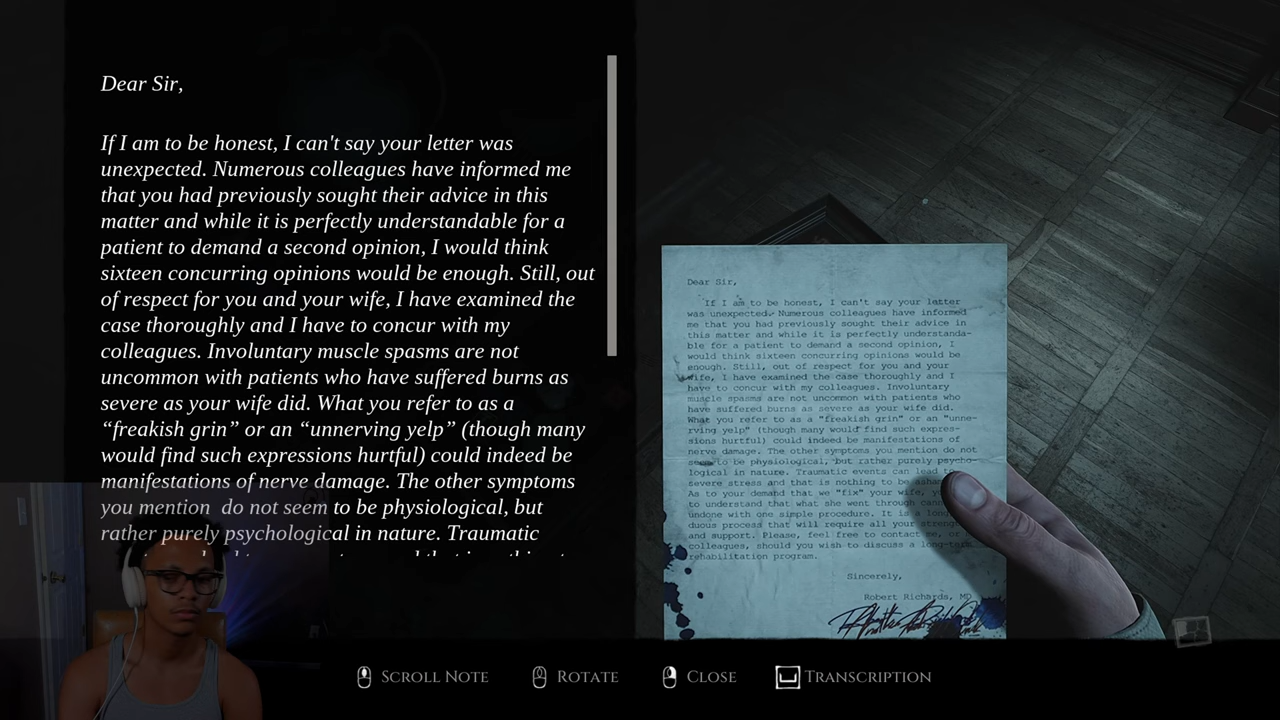 Dear Sir,
If I am to be honest, I can't say your letter was
unexpected. Numerous colleagues have informed me
that you had previously sought their advice in this
matter and while it is perfectly understandable for a
patient to demand a second opinion, I would think
sixteen concurring opinions would be enough. Still, out
of respect for you and your wife, I have examined the
case thoroughly and I have to concur with my
colleagues. Involuntary muscle spasms are not
uncommon with patients who have suffered burns as
severe as your wife did. What you refer to as a
“freakish grin” or an “unnerving yelp” (though many
would find such expressions hurtful) could indeed be
manifestations of nerve damage. The other symptoms
you mention  do not seem to be physiological, but
rather purely psychological in nature. Traumatic
Dear Sir,
If I am to be honest, I can't say your letter
was unexpected. Numerous colleagues have informed
me that you had previously sought their advice in
this matter and while it is perfectly understanda-
ble for a patient to demand a second opinion, I
would think sixteen concurring opinions would be
enough. Still, out of respect for you and your
wife, I have examined the case thoroughly and I
have to concur with my colleagues. Involuntary
muscle spasms are not uncommon with patients who
have suffered burns as severe as your wife did.
What you refer to as a "freakish grin" or an "unne-
rving yelp" (though many would find such expres-
sions hurtful) could indeed be manifestations of
nerve damage. The other symptoms you mention do not
seem to be physiological, but rather purely psycho-
logical in nature. Traumatic events can lead to
severe stress and that is nothing to be
As to your demand that we "fix" your wife,
to understand that what she went through
undone with one simple procedure. It is a
duous process that will require all your
and support. Please, feel free to contact me, or
colleagues, should you wish to discuss a long-term
rehabilitation program.
Sincerely,
Robert Richards, MD
SCROLL NOTE
ROTATE
CLOSE
TRANSCRIPTION